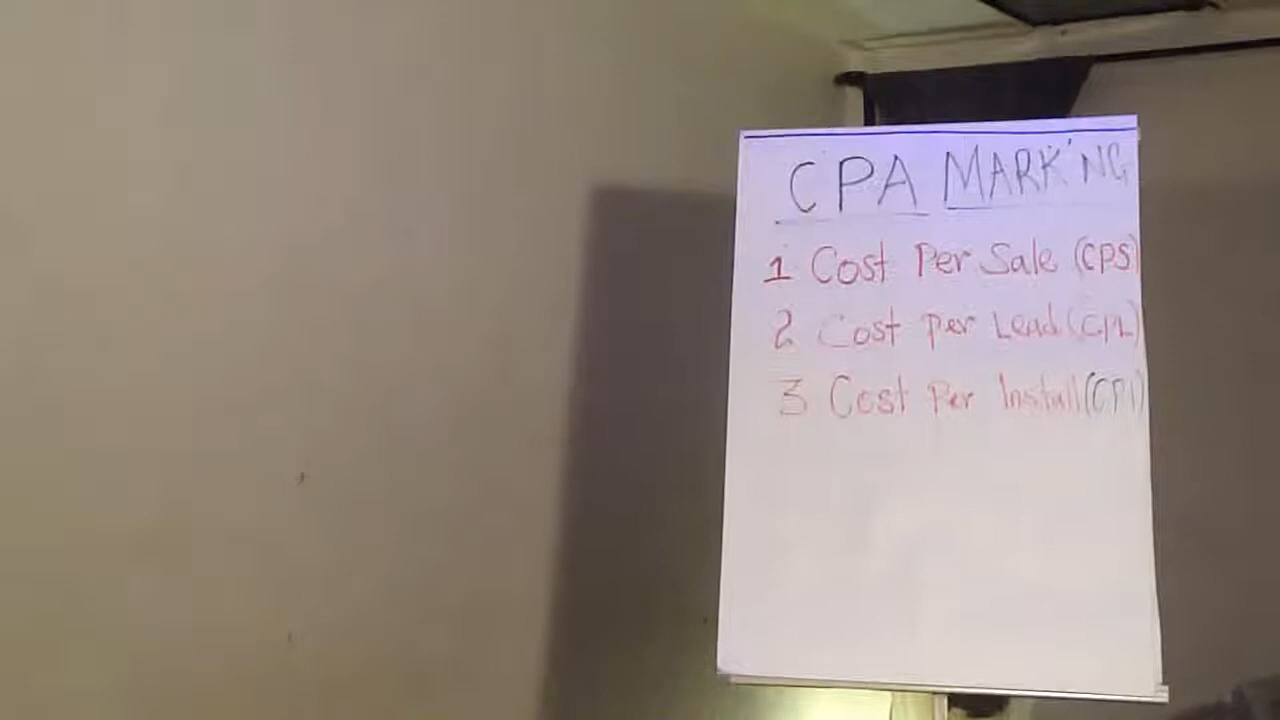 CPA MARK'NG
1 Cost Per Sale (CPS)
2 Cost Per Lead (CPL)
3 Cost Per Install (CPI)